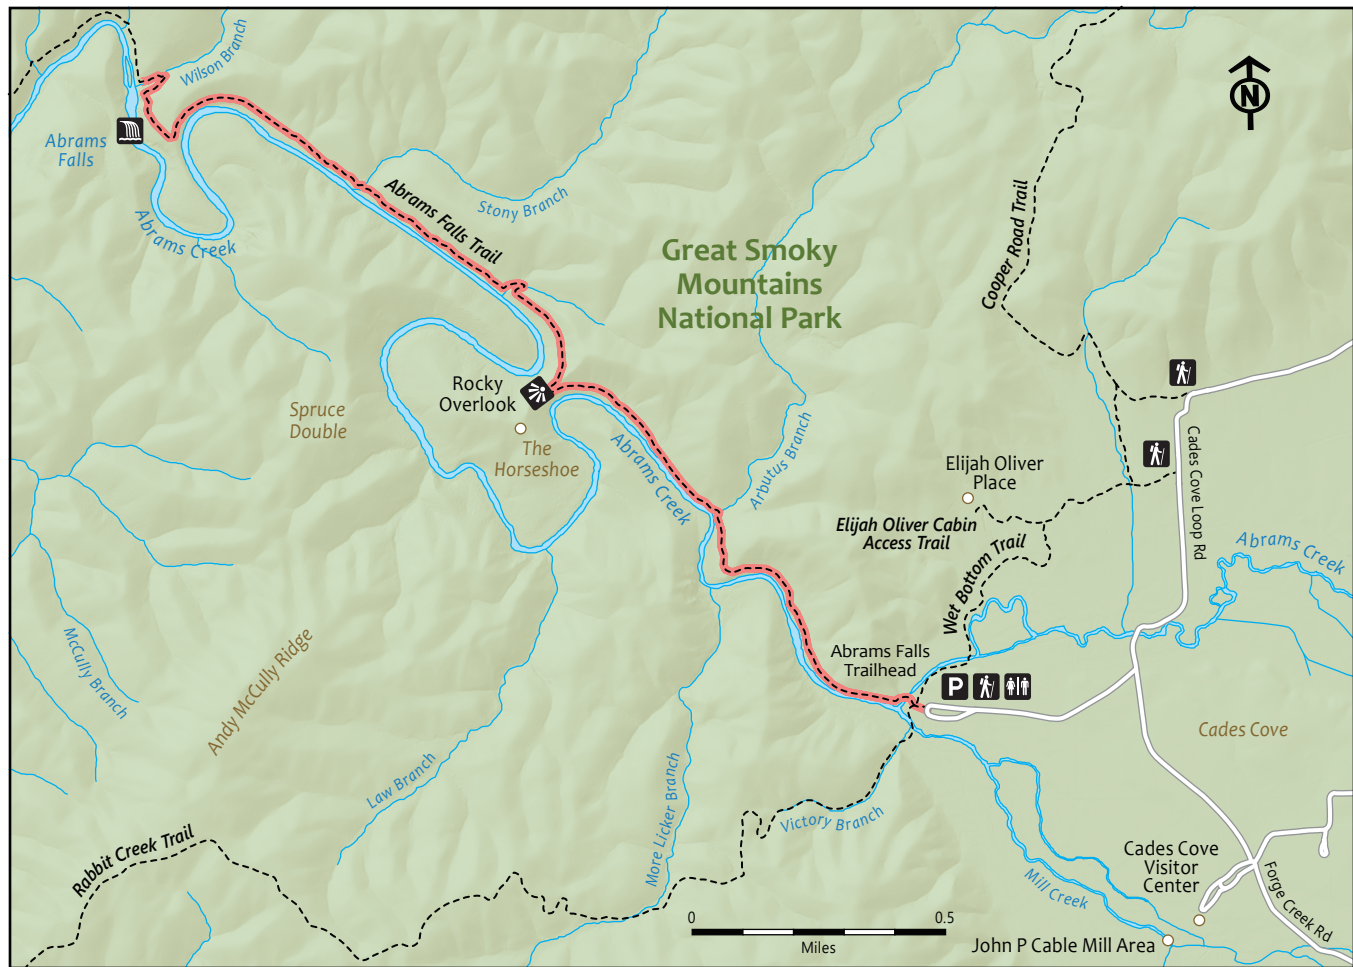 Wilson Branch
N
Abrams
Falls
Abrams Creek
Abrams Falls Trail
Stony Branch
Great Smoky
Mountains
National Park
Cooper Road Trail
Rocky
Overlook
Spruce
Double
The
Horseshoe
Abrams Creek
Arbutus Branch
Elijah Oliver
Place
Cades Cove Loop Rd
Elijah Oliver Cabin
Access Trail
Wet Bottom Trail
Abrams Creek
McCully Branch
Andy McCully Ridge
Abrams Falls
Trailhead
P
Cades Cove
Law Branch
More Licker Branch
Victory Branch
Rabbit Creek Trail
Cades Cove
Visitor
Center
Mill Creek
Forge Creek Rd
0 0.5
Miles
John P Cable Mill Area